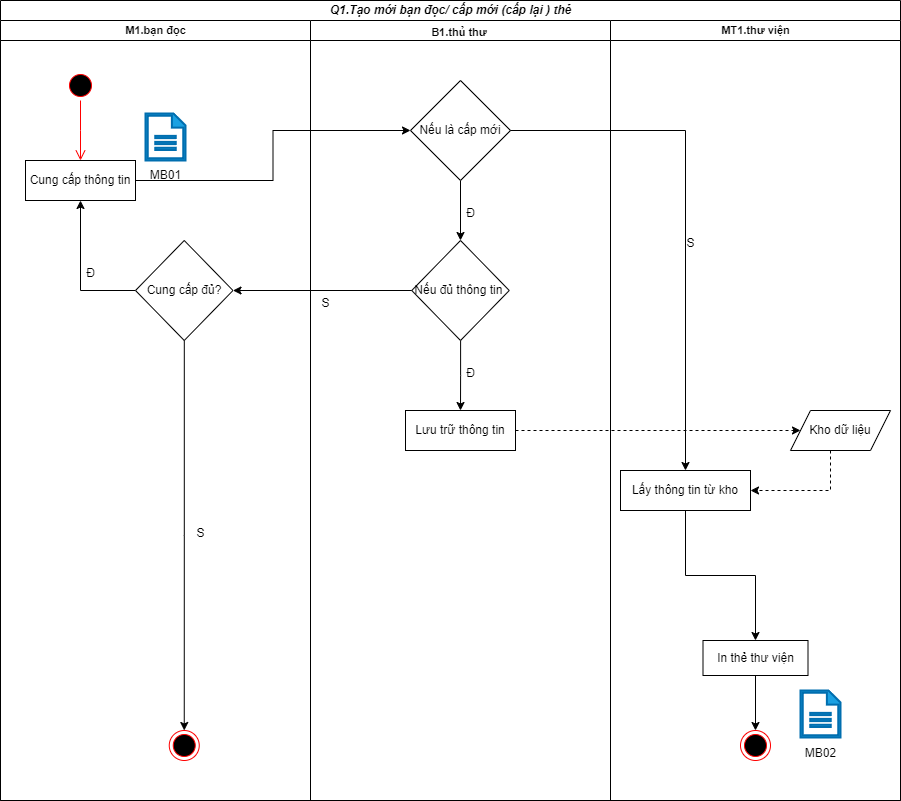 Q1.Tạo mới bạn đọc/ cấp mới (cấp lại ) thẻ
M1.bạn đọc
B1.thủ thư
MT1.thư viện
Nếu là cấp mới
MB01
Cung cấp thông tin
Đ
S
Đ
Cung cấp đủ?
S
Nếu đủ thông tin
Đ
Lưu trữ thông tin
Kho dữ liệu
Lấy thông tin từ kho
S
In thẻ thư viện
MB02